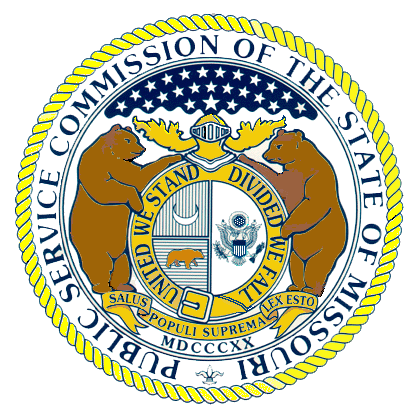 PUBLIC SERVICE COMMISSION OF THE STATE OF MISSOURI
UNITED WE STAND DIVIDED WE FALL
SALUS POPULI SUPREMA LEX ESTO
MDCCCXX